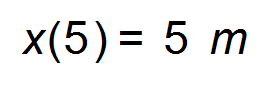 x(5) = 5 m